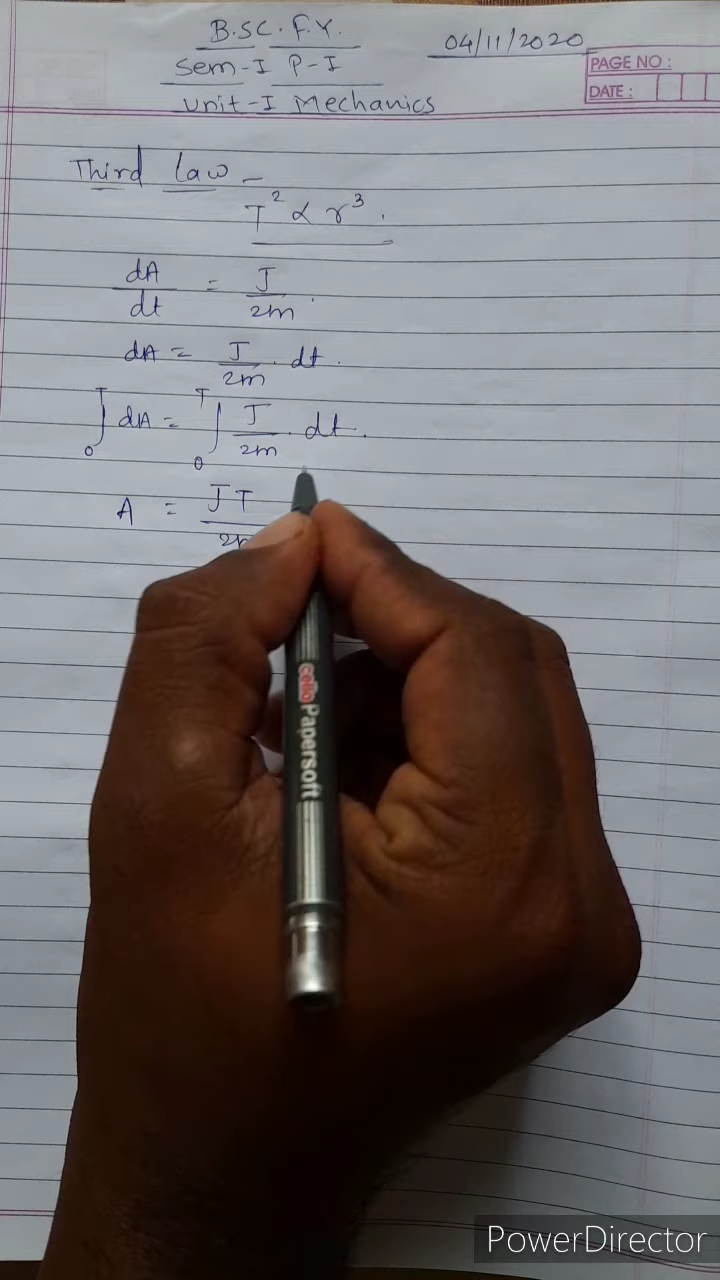 B.SC. F.Y.
04/11/2020
Sem-I P-I
Unit-I Mechanics
PAGE NO :
DATE :
Third law -
T² ∝ r³.
dA/dt = J/2m.
dA = J/2m . dt.
∫₀ᵀ dA = ∫₀ᵀ J/2m . dt.
A = JT/2m
cello Papersoft
PowerDirector